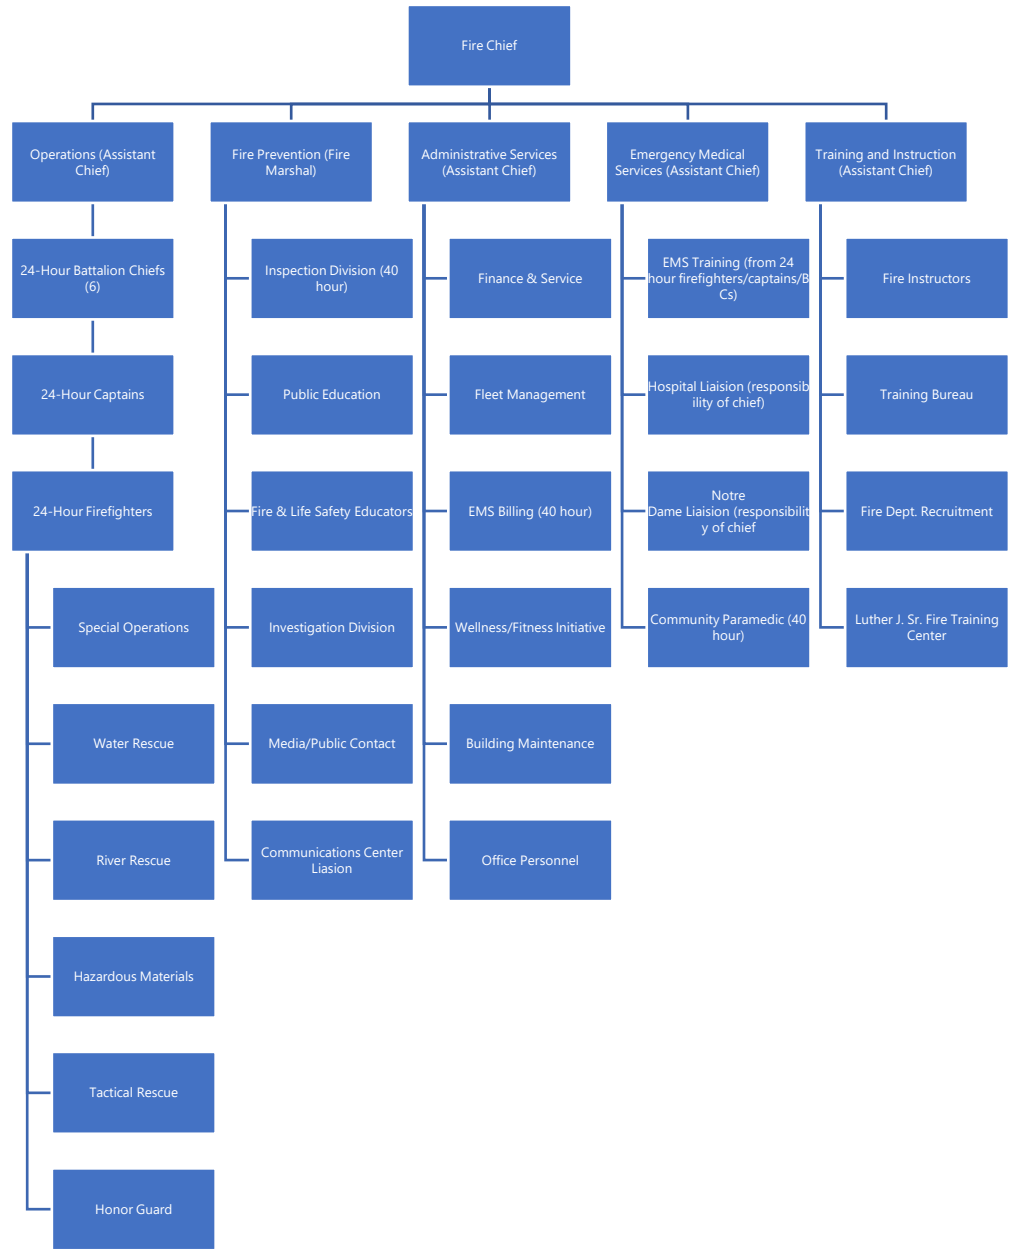 Fire Chief
Operations (Assistant
Chief)
24-Hour Battalion Chiefs
(6)
24-Hour Captains
24-Hour Firefighters
Special Operations
Water Rescue
River Rescue
Hazardous Materials
Tactical Rescue
Honor Guard
Fire Prevention (Fire
Marshal)
Inspection Division (40
hour)
Public Education
Fire & Life Safety Educators
Investigation Division
Media/Public Contact
Communications Center
Liasion
Administrative Services
(Assistant Chief)
Finance & Service
Fleet Management
EMS Billing (40 hour)
Wellness/Fitness Initiative
Building Maintenance
Office Personnel
Emergency Medical
Services (Assistant Chief)
EMS Training (from 24
hour firefighters/captains/B
Cs)
Hospital Liaison (responsib
ility of chief)
Notre
Dame Liaison (responsibilit
y of chief
Community Paramedic (40
hour)
Training and Instruction
(Assistant Chief)
Fire Instructors
Training Bureau
Fire Dept. Recruitment
Luther J. Sr. Fire Training
Center